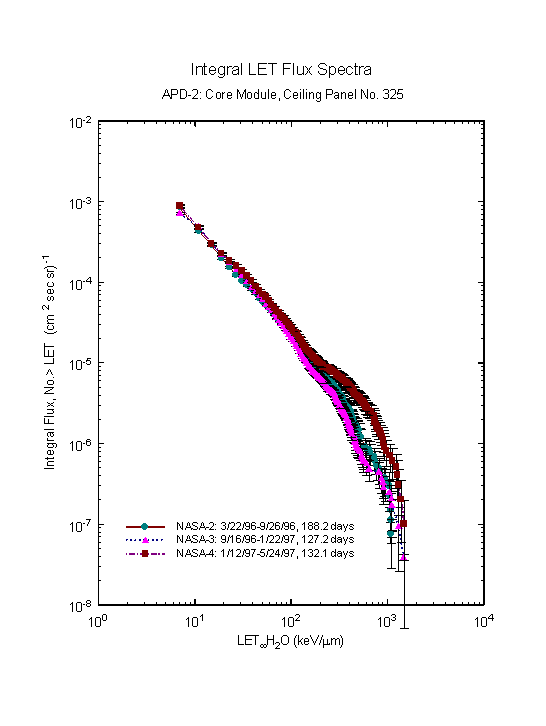 Integral LET Flux Spectra
APD-2: Core Module, Ceiling Panel No. 325
Integral Flux, No.> LET (cm² sec sr)⁻¹
10⁻²
10⁻³
10⁻⁴
10⁻⁵
10⁻⁶
10⁻⁷
10⁻⁸
NASA-2: 3/22/96-9/26/96, 188.2 days
NASA-3: 9/16/96-1/22/97, 127.2 days
NASA-4: 1/12/97-5/24/97, 132.1 days
10⁰ 10¹ 10² 10³ 10⁴
LET∞H₂O (keV/μm)